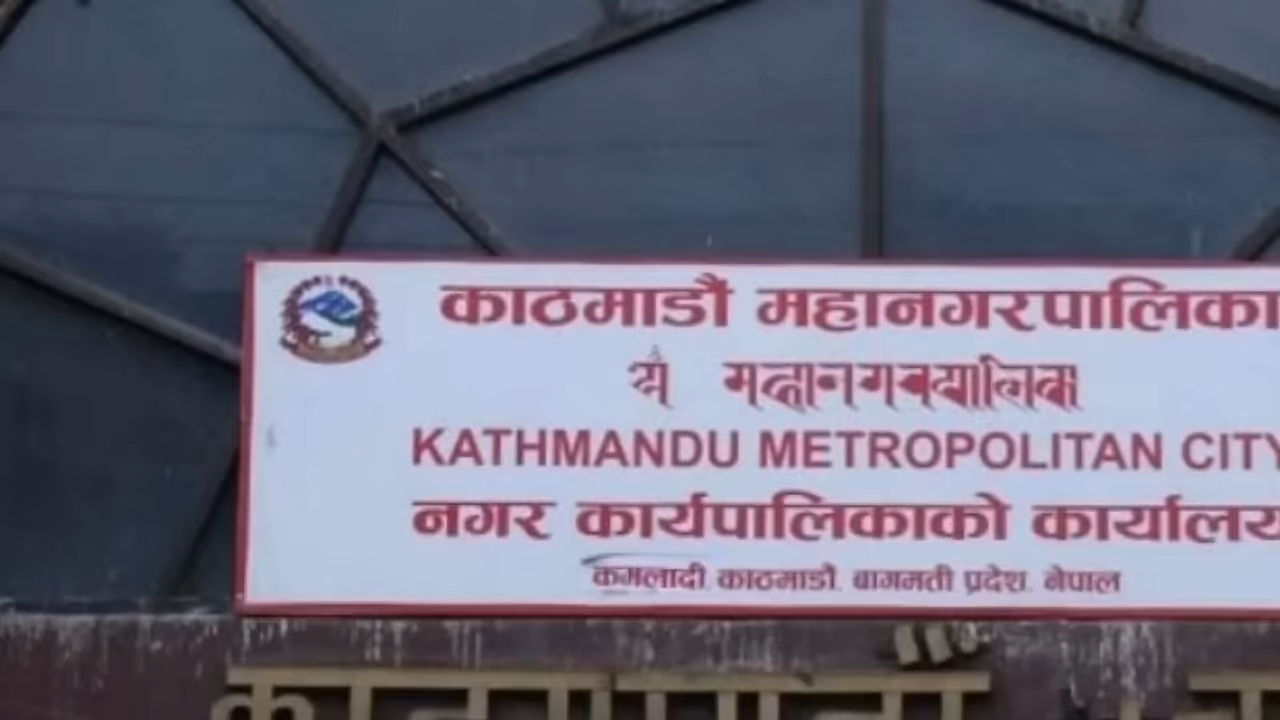 काठमाडौं महानगरपालिका
KATHMANDU METROPOLITAN CITY
नगर कार्यपालिकाको कार्यालय
कमलादी, काठमाडौं, बागमती प्रदेश, नेपाल